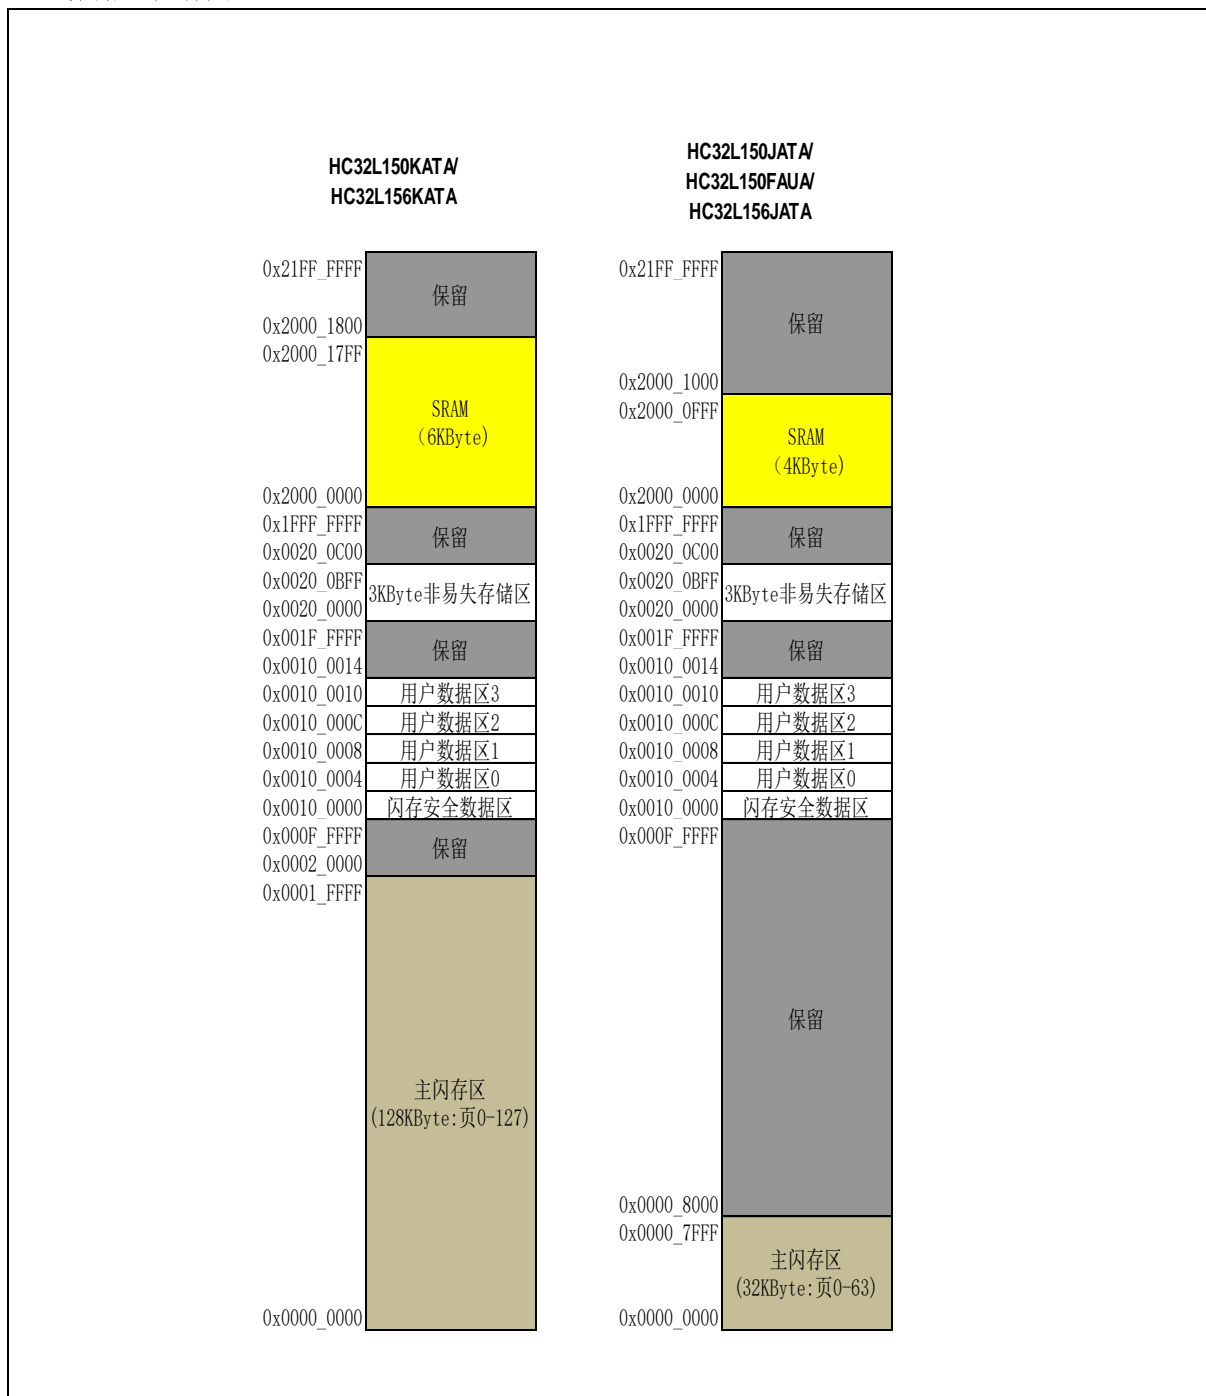 HC32L150KATA/
HC32L156KATA
0x21FF_FFFF
保留
0x2000_1800
0x2000_17FF
SRAM
(6KByte)
0x2000_0000
0x1FFF_FFFF
保留
0x0020_0C00
0x0020_0BFF
3KByte非易失存储区
0x0020_0000
0x001F_FFFF
保留
0x0010_0014
0x0010_0010 用户数据区3
0x0010_000C 用户数据区2
0x0010_0008 用户数据区1
0x0010_0004 用户数据区0
0x0010_0000 闪存安全数据区
0x000F_FFFF
保留
0x0002_0000
0x0001_FFFF
主闪存区
(128KByte:页0-127)
0x0000_0000
HC32L150JATA/
HC32L150FAUA/
HC32L156JATA
0x21FF_FFFF
保留
0x2000_1000
0x2000_0FFF
SRAM
(4KByte)
0x2000_0000
0x1FFF_FFFF
保留
0x0020_0C00
0x0020_0BFF
3KByte非易失存储区
0x0020_0000
0x001F_FFFF
保留
0x0010_0014
0x0010_0010 用户数据区3
0x0010_000C 用户数据区2
0x0010_0008 用户数据区1
0x0010_0004 用户数据区0
0x0010_0000 闪存安全数据区
0x000F_FFFF
保留
0x0000_8000
0x0000_7FFF
主闪存区
(32KByte:页0-63)
0x0000_0000